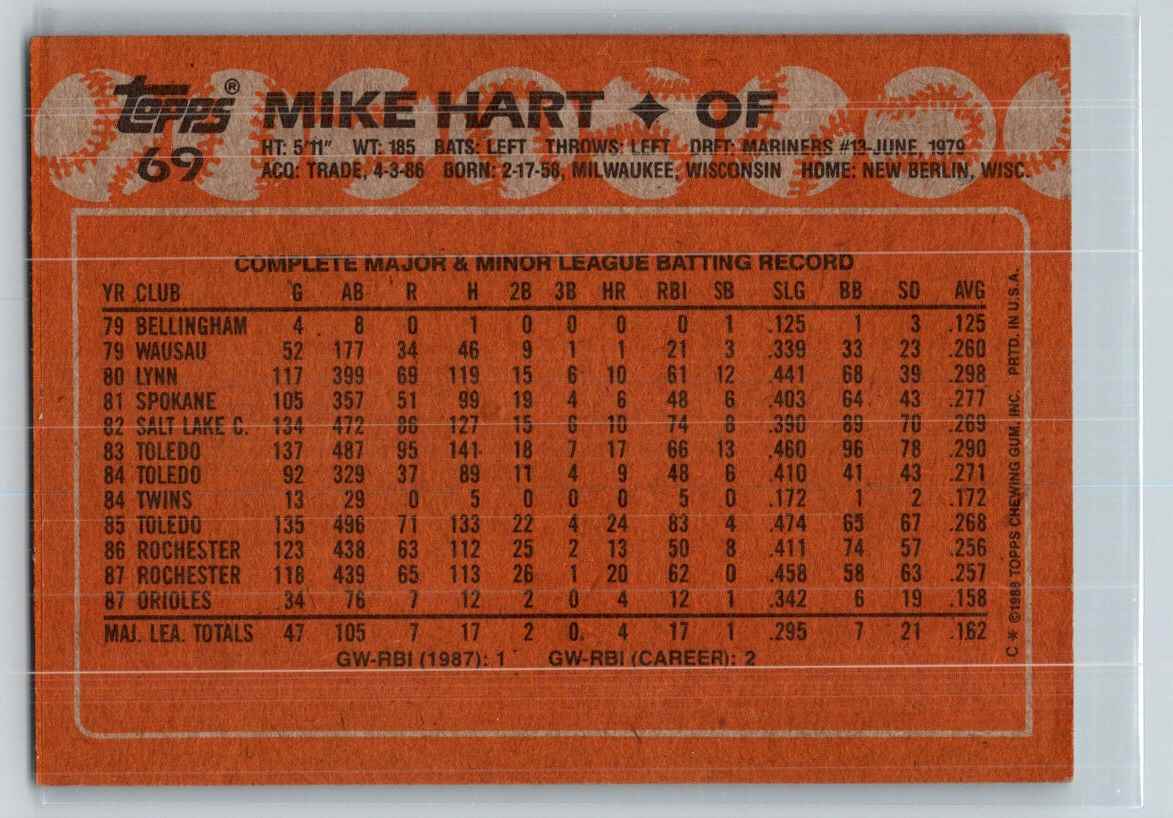 Topps® MIKE HART ✦ OF
69
HT: 5'11" WT: 185 BATS: LEFT THROWS: LEFT DRFT: MARINERS #13-JUNE, 1979
ACQ: TRADE, 4-3-86 BORN: 2-17-58, MILWAUKEE, WISCONSIN HOME: NEW BERLIN, WISC.
COMPLETE MAJOR & MINOR LEAGUE BATTING RECORD
YR CLUB G AB R H 2B 3B HR RBI SB SLG BB SO AVG
79 BELLINGHAM 4 8 0 1 0 0 0 0 1 .125 1 3 .125
79 WAUSAU 52 177 34 46 9 1 1 21 3 .339 33 23 .260
80 LYNN 117 399 69 119 15 6 10 61 12 .441 68 39 .298
81 SPOKANE 105 357 51 99 19 4 6 48 6 .403 64 43 .277
82 SALT LAKE C. 134 472 86 127 15 6 10 74 8 .390 89 70 .269
83 TOLEDO 137 487 95 141 18 7 17 66 13 .460 96 78 .290
84 TOLEDO 92 329 37 89 11 4 9 48 6 .410 41 43 .271
84 TWINS 13 29 0 5 0 0 0 5 0 .172 1 2 .172
85 TOLEDO 135 496 71 133 22 4 24 83 4 .474 65 67 .268
86 ROCHESTER 123 438 63 112 25 2 13 50 8 .411 74 57 .256
87 ROCHESTER 118 439 65 113 26 1 20 62 0 .458 58 63 .257
87 ORIOLES 34 76 7 12 2 0 4 12 1 .342 6 19 .158
MAJ. LEA. TOTALS 47 105 7 17 2 0 4 17 1 .295 7 21 .162
GW-RBI (1987): 1 GW-RBI (CAREER): 2
C * ©1988 TOPPS CHEWING GUM, INC. PRTD. IN U.S.A.